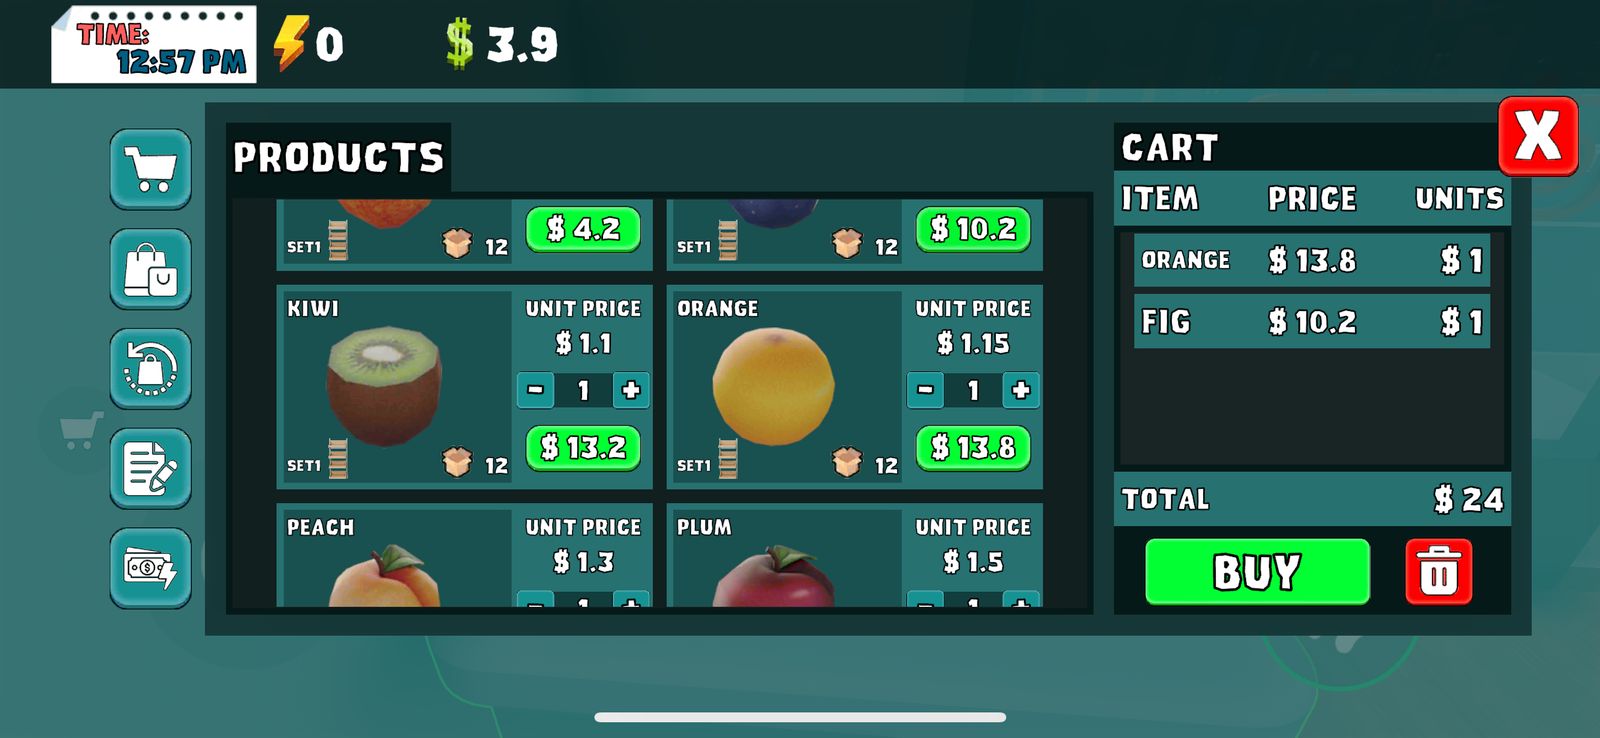 TIME:
12:57 PM
0
$ 3.9
X
PRODUCTS
SET1 12 $ 4.2
SET1 12 $ 10.2
KIWI
UNIT PRICE
$ 1.1
- 1 +
SET1 12 $ 13.2
ORANGE
UNIT PRICE
$ 1.15
- 1 +
SET1 12 $ 13.8
PEACH
UNIT PRICE
$ 1.3
- 1 +
PLUM
UNIT PRICE
$ 1.5
- 1 +
CART
ITEM PRICE UNITS
ORANGE $ 13.8 $ 1
FIG $ 10.2 $ 1
TOTAL $ 24
BUY